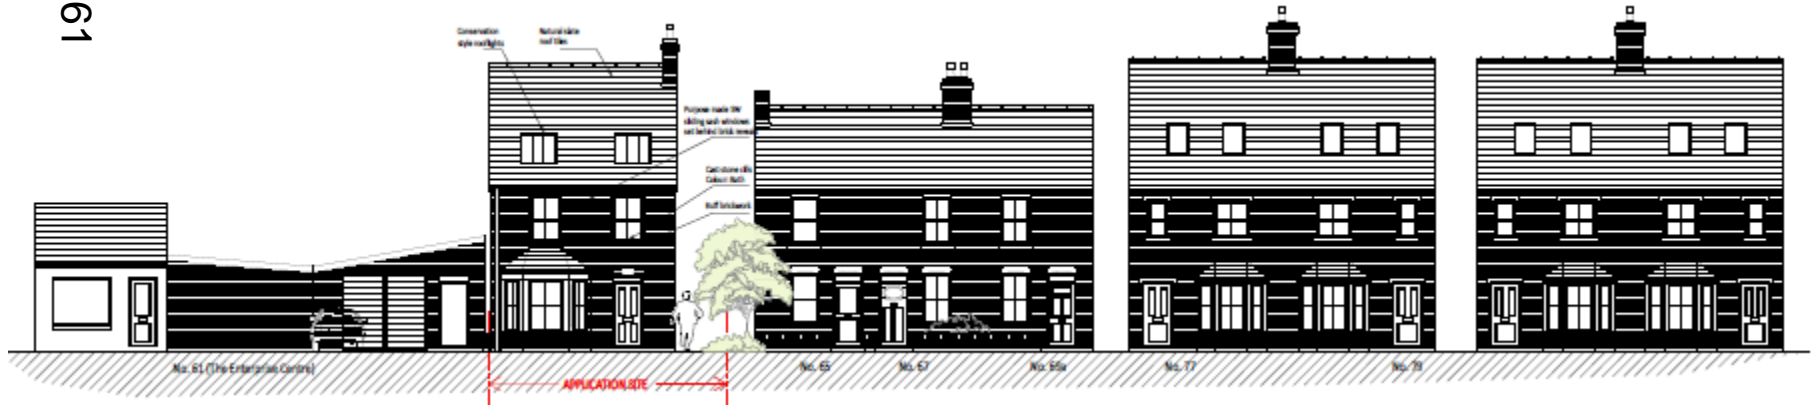 61
Conservation
style rooflights
Natural slate
roof tiles
Purpose made SW
sliding sash windows
set behind brick reveals
Cast stone cills
Colour: Bath
Buff brickwork
No. 61 (The Enterprise Centre)
No. 65
No. 67
No. 69a
No. 77
No. 79
APPLICATION SITE